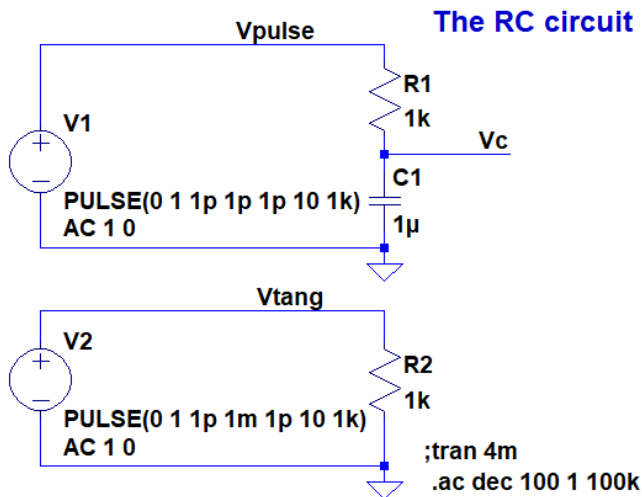 The RC circuit
Vpulse
R1
1k
V1
Vc
C1
PULSE(0 1 1p 1p 1p 10 1k)
1µ
AC 1 0
Vtang
V2
R2
1k
PULSE(0 1 1p 1m 1p 10 1k)
AC 1 0
;tran 4m
.ac dec 100 1 100k